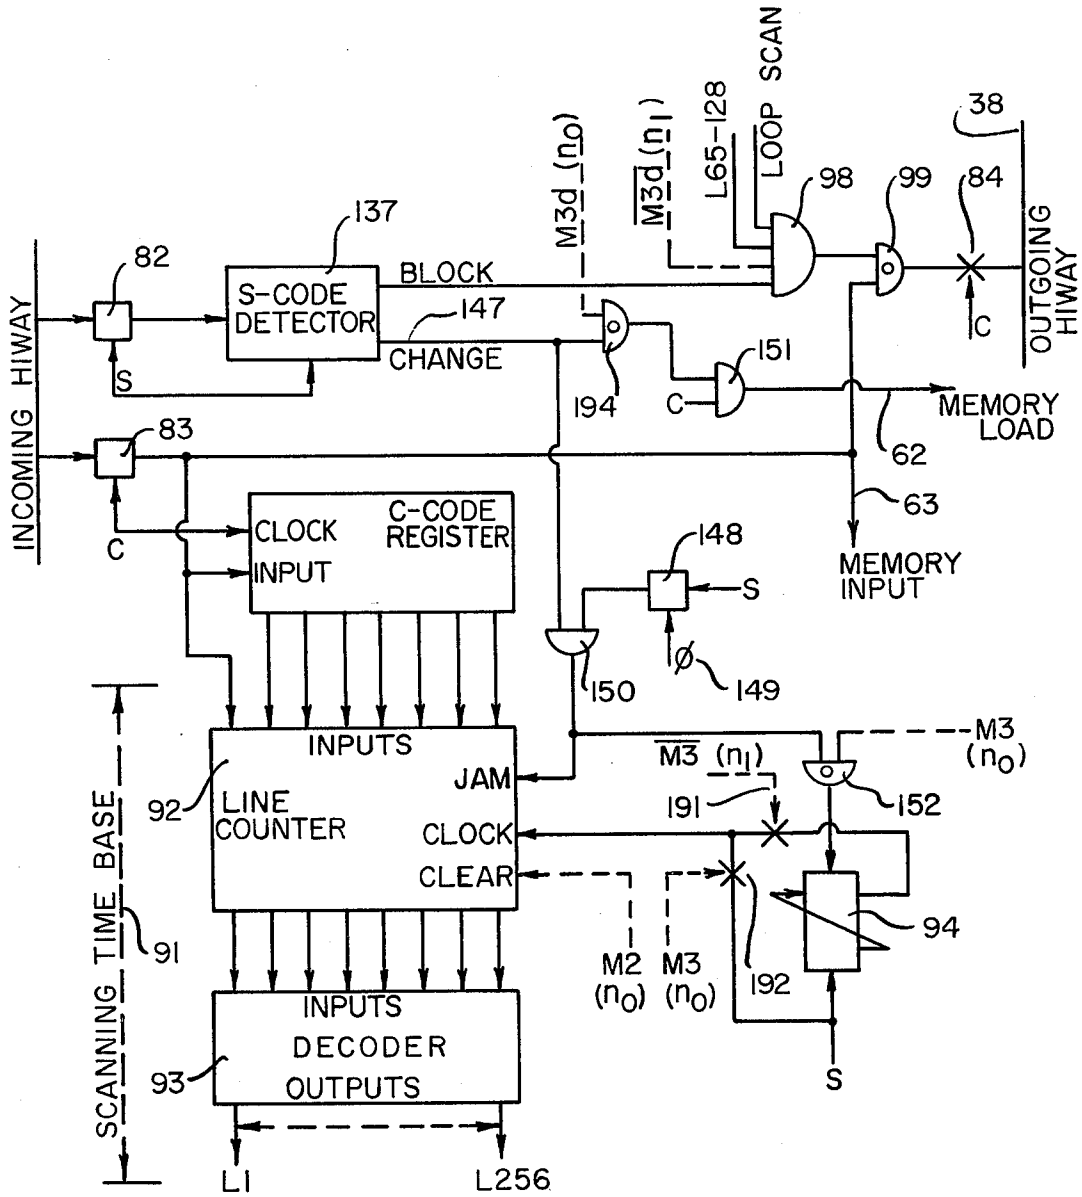 LOOP SCAN
L65-128
M3d (n1)
M3d (n0)
38
98
99
84
137
82
S-CODE
DETECTOR
BLOCK
147
CHANGE
S
194
151
C
C
OUTGOING
HIWAY
MEMORY
LOAD
62
INCOMING HIWAY
83
63
C
CLOCK
C-CODE
REGISTER
INPUT
MEMORY
INPUT
148
S
150
Ø
149
INPUTS
JAM
M3 (n1)
M3
(n0)
92
LINE
COUNTER
191
152
CLOCK
CLEAR
SCANNING TIME BASE
91
94
M2
(n0)
M3
(n0)
192
INPUTS
DECODER
93
OUTPUTS
S
L1
L256